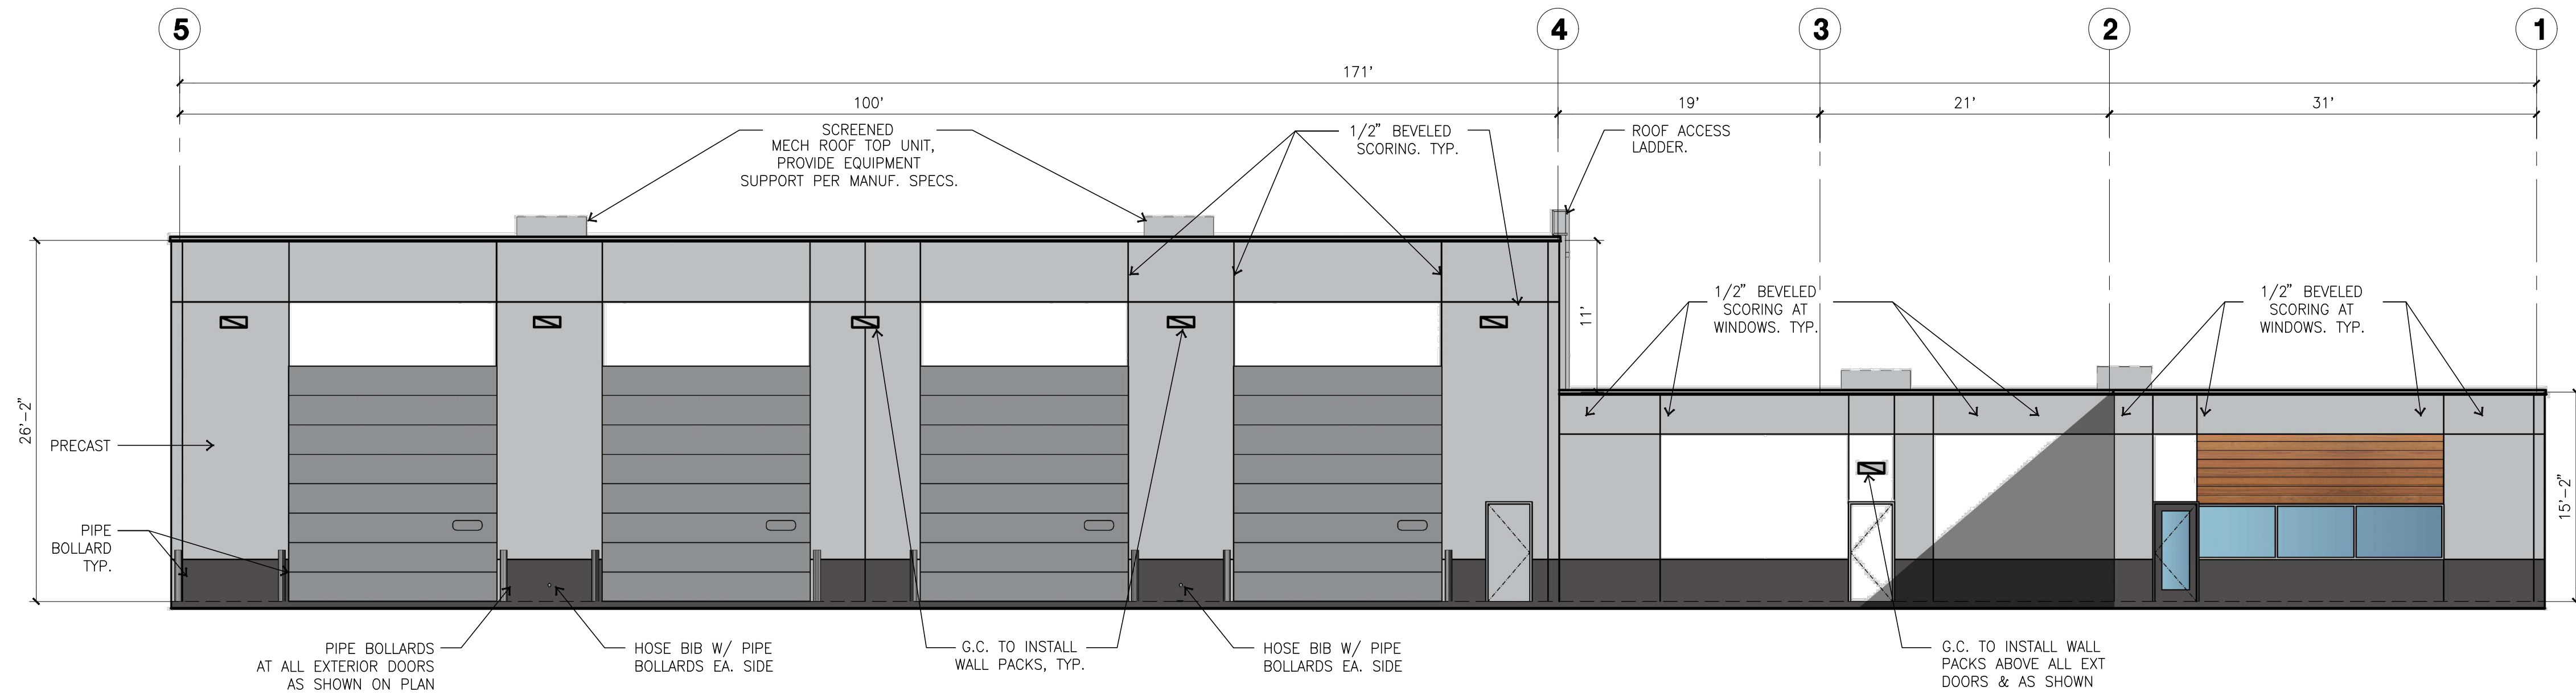 5
4
3
2
1
171'
100'
19'
21'
31'
SCREENED
MECH ROOF TOP UNIT,
PROVIDE EQUIPMENT
SUPPORT PER MANUF. SPECS.
1/2" BEVELED
SCORING. TYP.
ROOF ACCESS
LADDER.
1/2" BEVELED
SCORING AT
WINDOWS. TYP.
1/2" BEVELED
SCORING AT
WINDOWS. TYP.
11'
26'-2"
15'-2"
PRECAST
PIPE
BOLLARD
TYP.
PIPE BOLLARDS
AT ALL EXTERIOR DOORS
AS SHOWN ON PLAN
HOSE BIB W/ PIPE
BOLLARDS EA. SIDE
G.C. TO INSTALL
WALL PACKS, TYP.
HOSE BIB W/ PIPE
BOLLARDS EA. SIDE
G.C. TO INSTALL WALL
PACKS ABOVE ALL EXT
DOORS & AS SHOWN